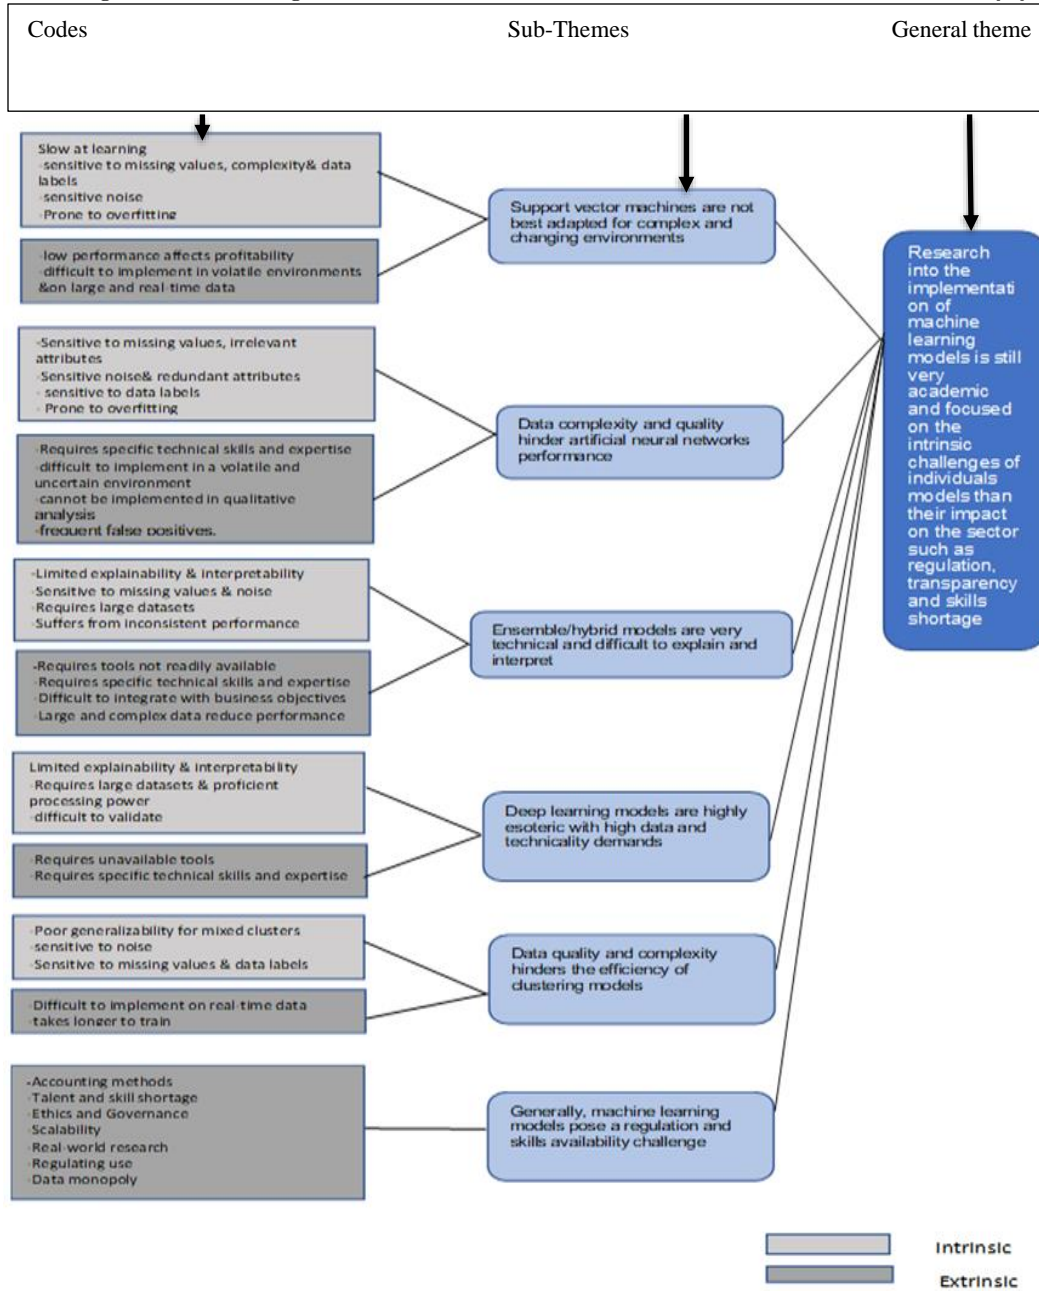 Codes
Sub-Themes
General theme
Slow at learning
-sensitive to missing values, complexity& data
labels
-sensitive noise
-Prone to overfitting
-low performance affects profitability
-difficult to implement in volatile environments
&on large and real-time data
Support vector machines are not
best adapted for complex and
changing environments
-Sensitive to missing values, irrelevant
attributes
-Sensitive noise& redundant attributes
- sensitive to data labels
- Prone to overfitting
-Requires specific technical skills and expertise
-difficult to implement in a volatile and
uncertain environment
-cannot be implemented in qualitative
analysis
-frequent false positives.
Data complexity and quality
hinder artificial neural networks
performance
-Limited explainability & interpretability
-Sensitive to missing values & noise
-Requires large datasets
-Suffers from inconsistent performance
-Requires tools not readily available
-Requires specific technical skills and expertise
-Difficult to integrate with business objectives
-Large and complex data reduce performance
Ensemble/hybrid models are very
technical and difficult to explain and
interpret
Limited explainability & interpretability
-Requires large datasets & proficient
processing power
-difficult to validate
-Requires unavailable tools
-Requires specific technical skills and expertise
Deep learning models are highly
esoteric with high data and
technicality demands
-Poor generalizability for mixed clusters
-sensitive to noise
-Sensitive to missing values & data labels
-Difficult to implement on real-time data
-takes longer to train
Data quality and complexity
hinders the efficiency of
clustering models
-Accounting methods
-Talent and skill shortage
-Ethics and Governance
-Scalability
-Real-world research
-Regulating use
-Data monopoly
Generally, machine learning
models pose a regulation and
skills availability challenge
Research
into the
implementati
on of
machine
learning
models is still
very
academic
and focused
on the
intrinsic
challenges of
individuals
models than
their impact
on the sector
such as
regulation,
transparency
and skills
shortage
Intrinsic
Extrinsic